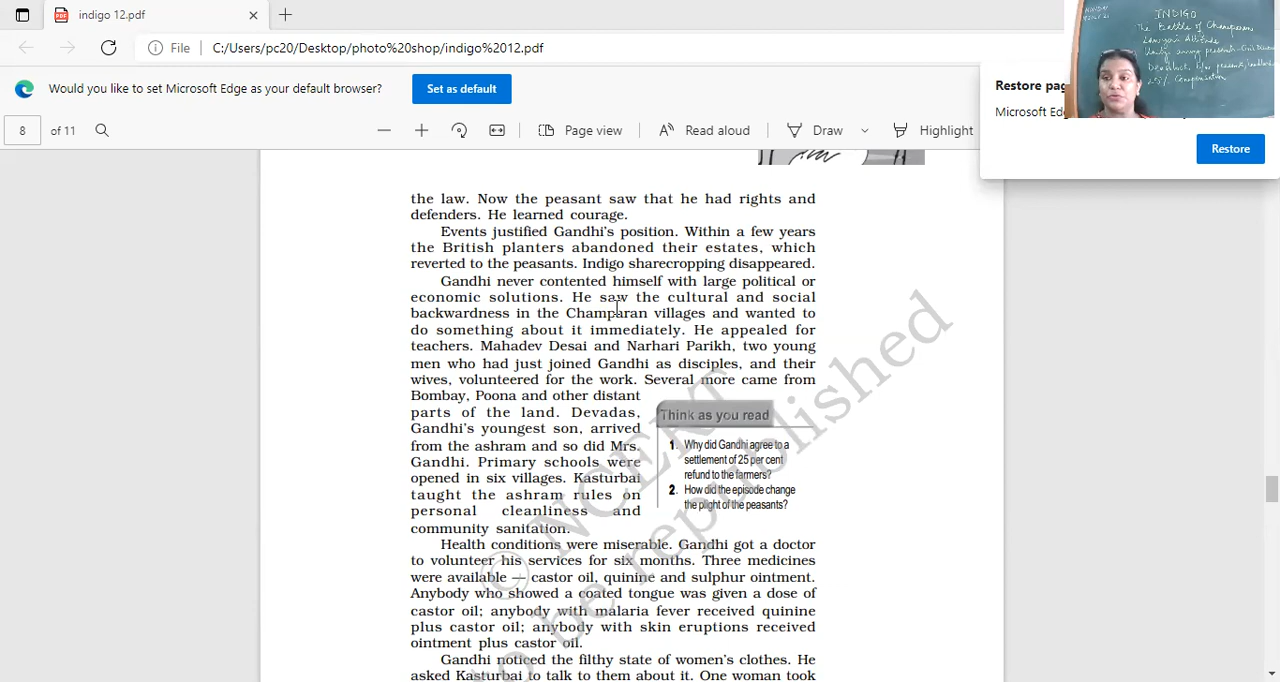 indigo 12.pdf
File
C:/Users/pc20/Desktop/photo%20shop/indigo%2012.pdf
Would you like to set Microsoft Edge as your default browser?
Set as default
8
of 11
Page view
Read aloud
Draw
Highlight
Restore pag
Microsoft Ed
Restore
INDIGO
The Battle of Champaran
Lawyer's Attitude
25% Compensation
the law. Now the peasant saw that he had rights and
defenders. He learned courage.
Events justified Gandhi's position. Within a few years
the British planters abandoned their estates, which
reverted to the peasants. Indigo sharecropping disappeared.
Gandhi never contented himself with large political or
economic solutions. He saw the cultural and social
backwardness in the Champaran villages and wanted to
do something about it immediately. He appealed for
teachers. Mahadev Desai and Narhari Parikh, two young
men who had just joined Gandhi as disciples, and their
wives, volunteered for the work. Several more came from
Bombay, Poona and other distant
parts of the land. Devadas,
Gandhi's youngest son, arrived
from the ashram and so did Mrs.
Gandhi. Primary schools were
opened in six villages. Kasturbai
taught the ashram rules on
personal cleanliness and
community sanitation.
Think as you read
1. Why did Gandhi agree to a
settlement of 25 per cent
refund to the farmers?
2. How did the episode change
the plight of the peasants?
Health conditions were miserable. Gandhi got a doctor
to volunteer his services for six months. Three medicines
were available — castor oil, quinine and sulphur ointment.
Anybody who showed a coated tongue was given a dose of
castor oil; anybody with malaria fever received quinine
plus castor oil; anybody with skin eruptions received
ointment plus castor oil.
Gandhi noticed the filthy state of women's clothes. He
asked Kasturbai to talk to them about it. One woman took
© NCERT
to be republished